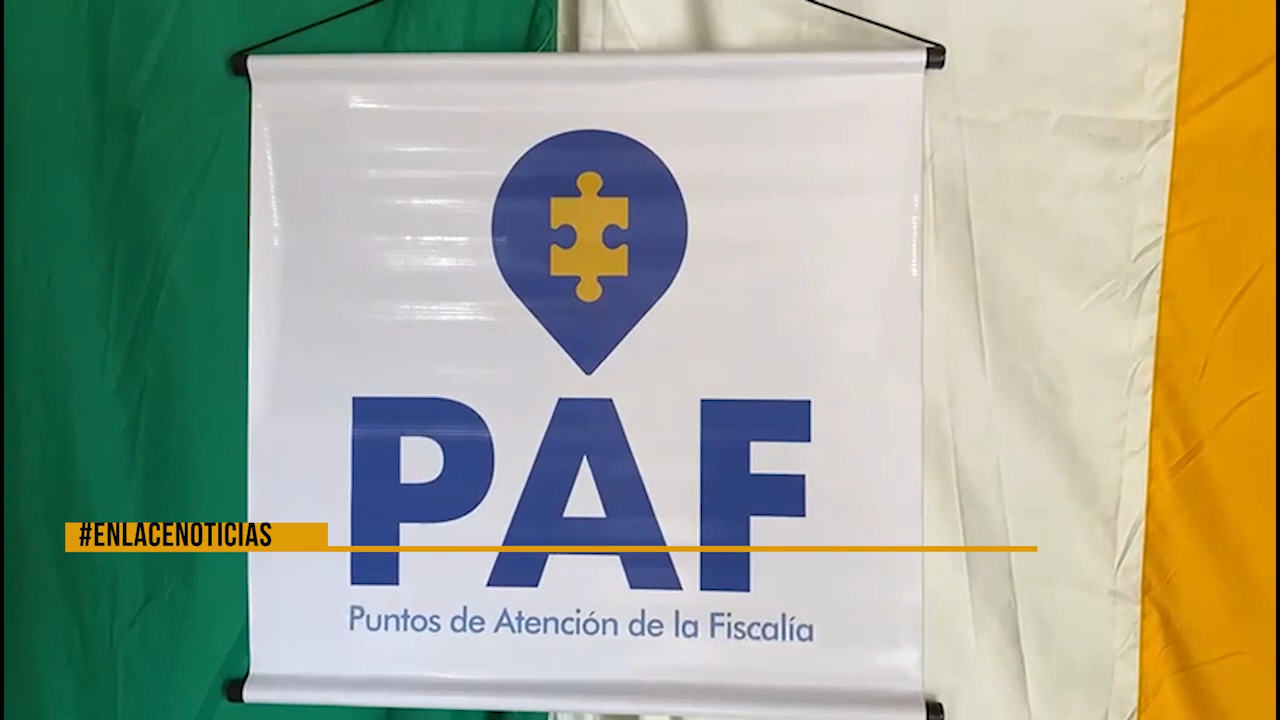 PAF
#ENLACENOTICIAS
Puntos de Atención de la Fiscalía